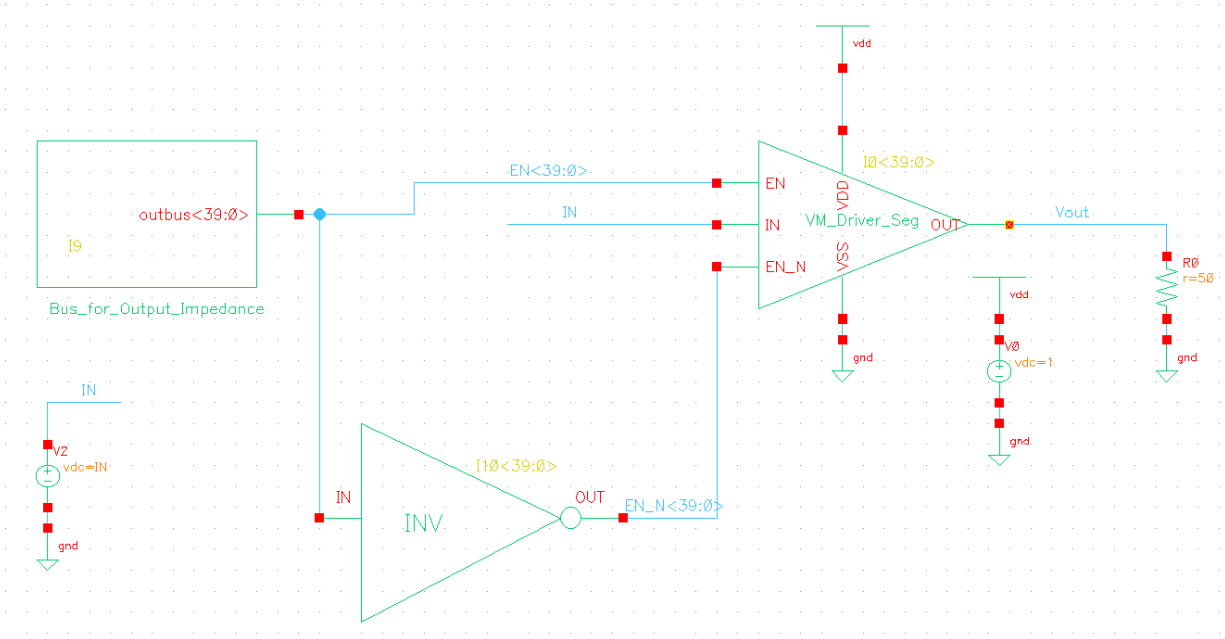 vdd
I0<39:0>
EN<39:0>
EN
VDD
outbus<39:0>
IN
IN
VM_Driver_Seg
OUT
Vout
I9
VSS
EN_N
R0
r=50
Bus_for_Output_Impedance
vdd
gnd
gnd
V0
vdc=1
IN
gnd
V2
vdc=IN
I10<39:0>
IN
OUT
EN_N<39:0>
INV
gnd